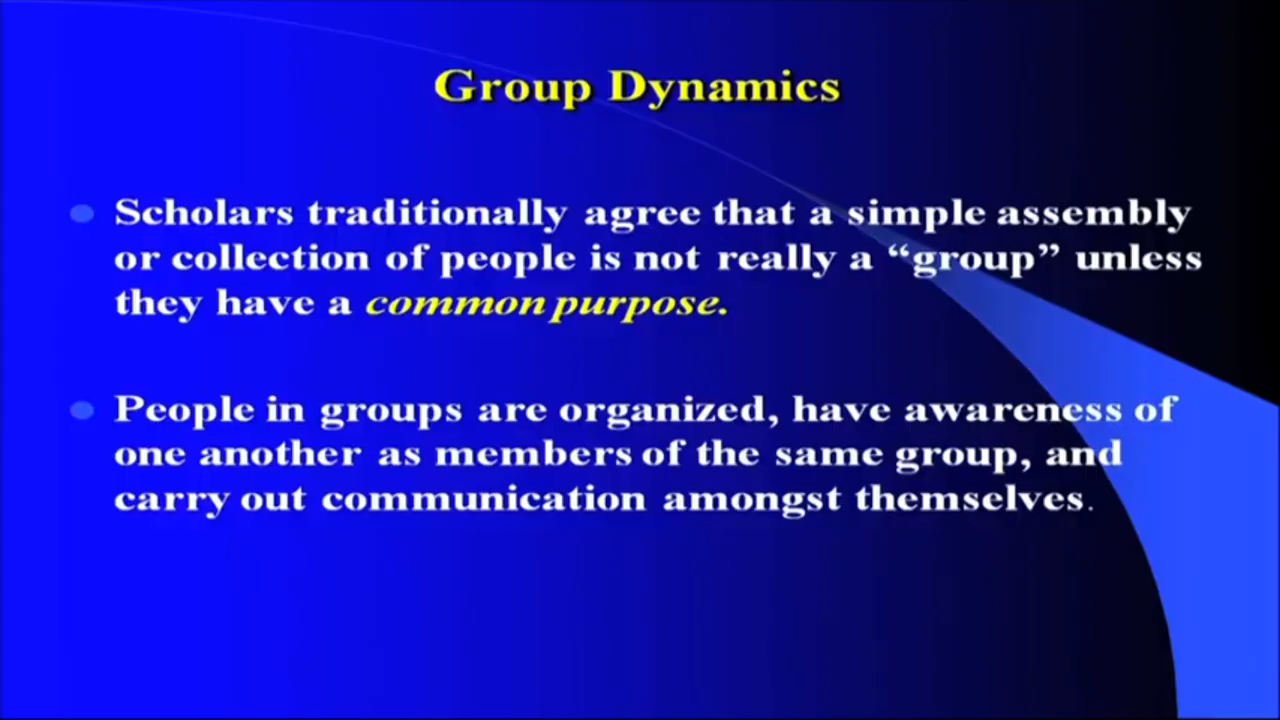 Group Dynamics
Scholars traditionally agree that a simple assembly
or collection of people is not really a “group” unless
they have a common purpose.
People in groups are organized, have awareness of
one another as members of the same group, and
carry out communication amongst themselves.